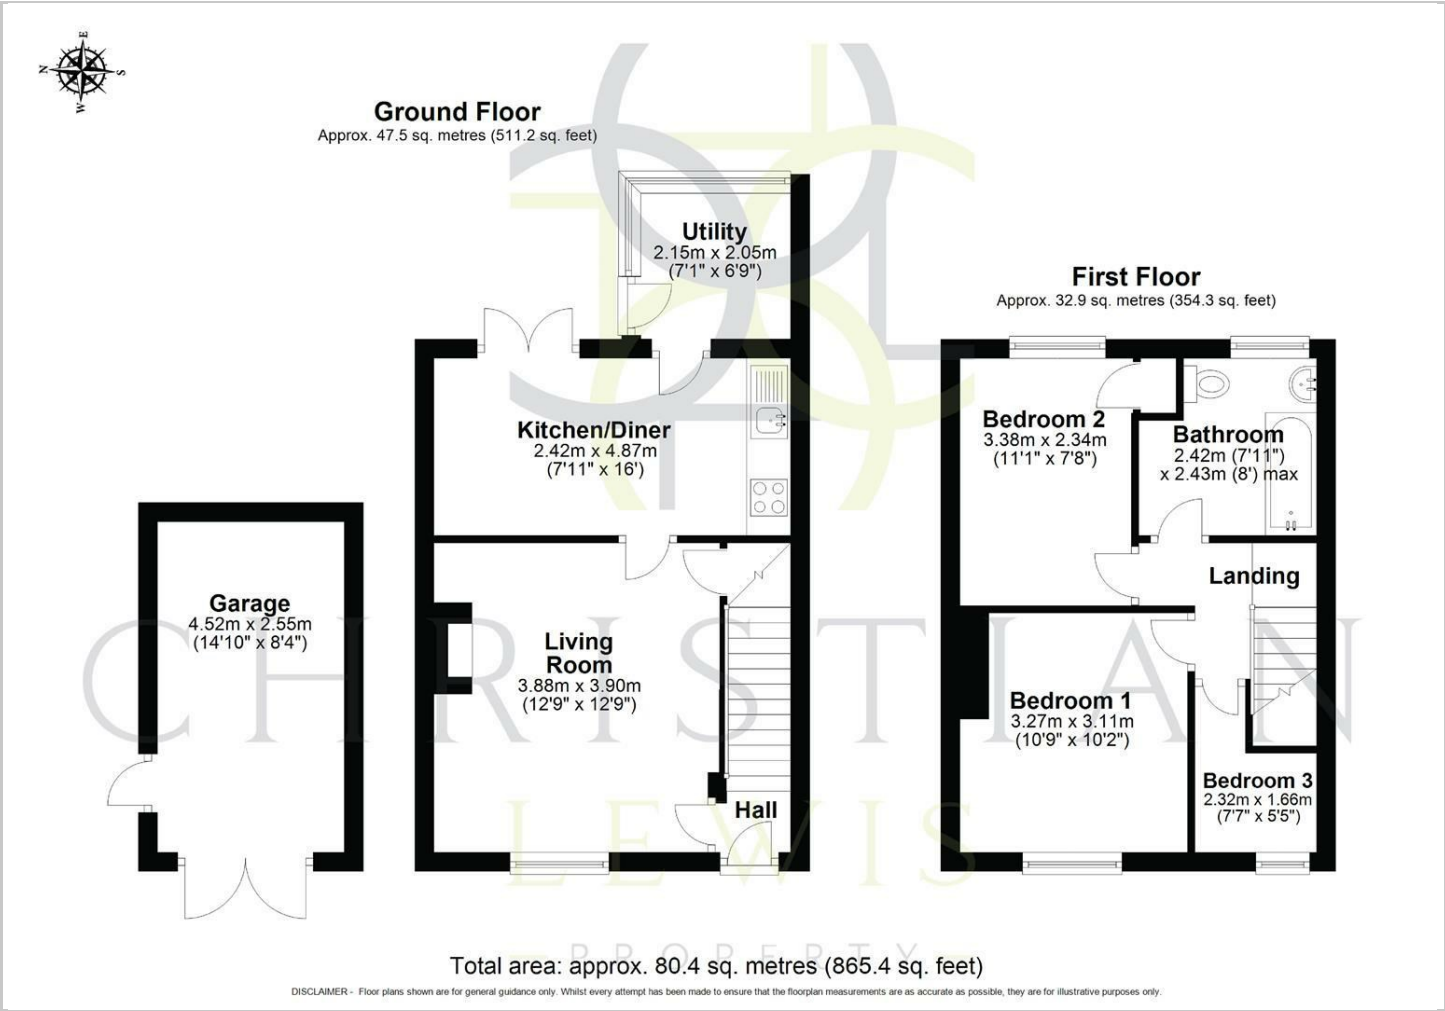 E
N
S
W
Ground Floor
Approx. 47.5 sq. metres (511.2 sq. feet)
Utility
2.15m x 2.05m
(7'1" x 6'9")
Kitchen/Diner
2.42m x 4.87m
(7'11" x 16')
Garage
4.52m x 2.55m
(14'10" x 8'4")
Living
Room
3.88m x 3.90m
(12'9" x 12'9")
Hall
First Floor
Approx. 32.9 sq. metres (354.3 sq. feet)
Bedroom 2
3.38m x 2.34m
(11'1" x 7'8")
Bathroom
2.42m (7'11")
x 2.43m (8') max
Landing
Bedroom 1
3.27m x 3.11m
(10'9" x 10'2")
Bedroom 3
2.32m x 1.66m
(7'7" x 5'5")
CHRISTIAN
LEWIS
PROPERTY
Total area: approx. 80.4 sq. metres (865.4 sq. feet)
DISCLAIMER - Floor plans shown are for general guidance only. Whilst every attempt has been made to ensure that the floorplan measurements are as accurate as possible, they are for illustrative purposes only.